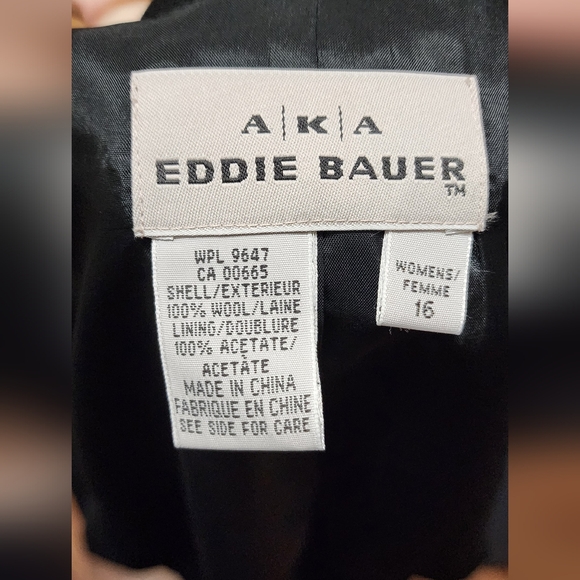 A|K|A
EDDIE BAUER
TM
WPL 9647
CA 00665
SHELL/EXTERIEUR
100% WOOL/LAINE
LINING/DOUBLURE
100% ACETATE/
ACETÀTE
MADE IN CHINA
FABRIQUE EN CHINE
SEE SIDE FOR CARE
WOMENS/
FEMME
16